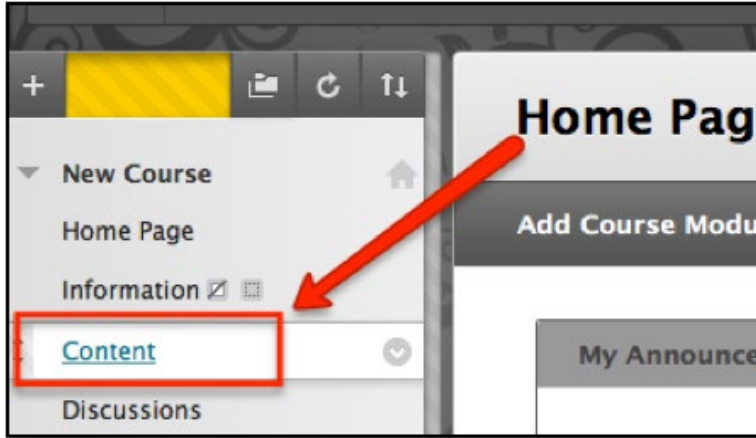 New Course
Home Page
Information
Content
Discussions
Home Pag
Add Course Modu
My Announce